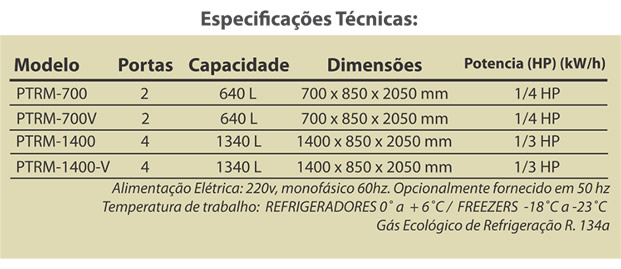 Especificações Técnicas:
Modelo Portas Capacidade Dimensões Potencia (HP) (kW/h)
PTRM-700 2 640 L 700 x 850 x 2050 mm 1/4 HP
PTRM-700V 2 640 L 700 x 850 x 2050 mm 1/4 HP
PTRM-1400 4 1340 L 1400 x 850 x 2050 mm 1/3 HP
PTRM-1400-V 4 1340 L 1400 x 850 x 2050 mm 1/3 HP
Alimentação Elétrica: 220v, monofásico 60hz. Opcionalmente fornecido em 50 hz
Temperatura de trabalho: REFRIGERADORES 0˚ a + 6˚C / FREEZERS -18˚C a -23˚C
Gás Ecológico de Refrigeração R. 134a